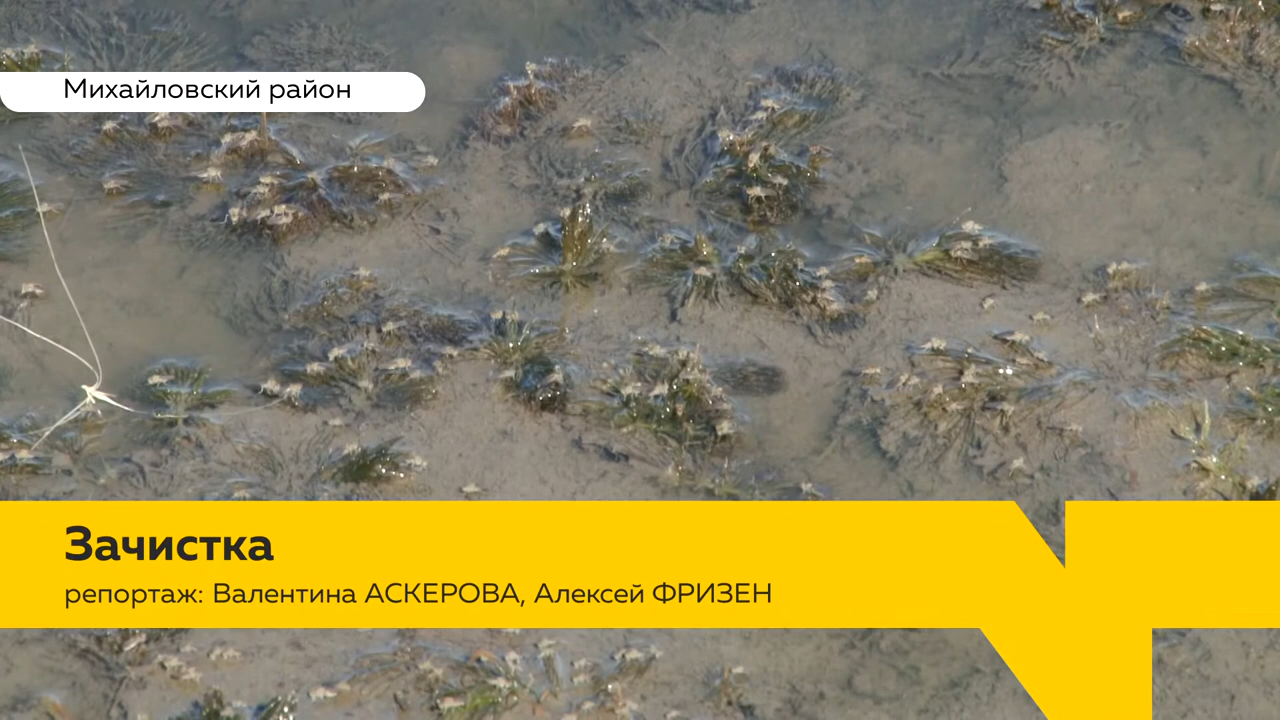 Михайловский район
Зачистка
репортаж: Валентина АСКЕРОВА, Алексей ФРИЗЕН